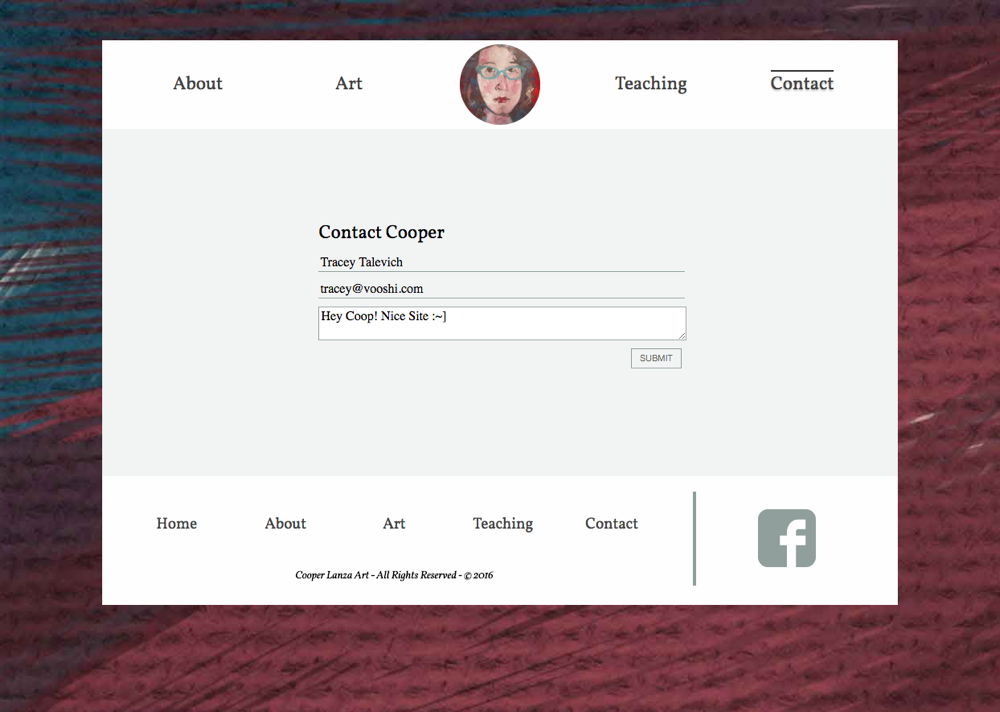 About Art Teaching Contact
Contact Cooper
Tracey Talevich
tracey@vooshi.com
Hey Coop! Nice Site :~]
SUBMIT
Home About Art Teaching Contact
Cooper Lanza Art - All Rights Reserved - © 2016
f